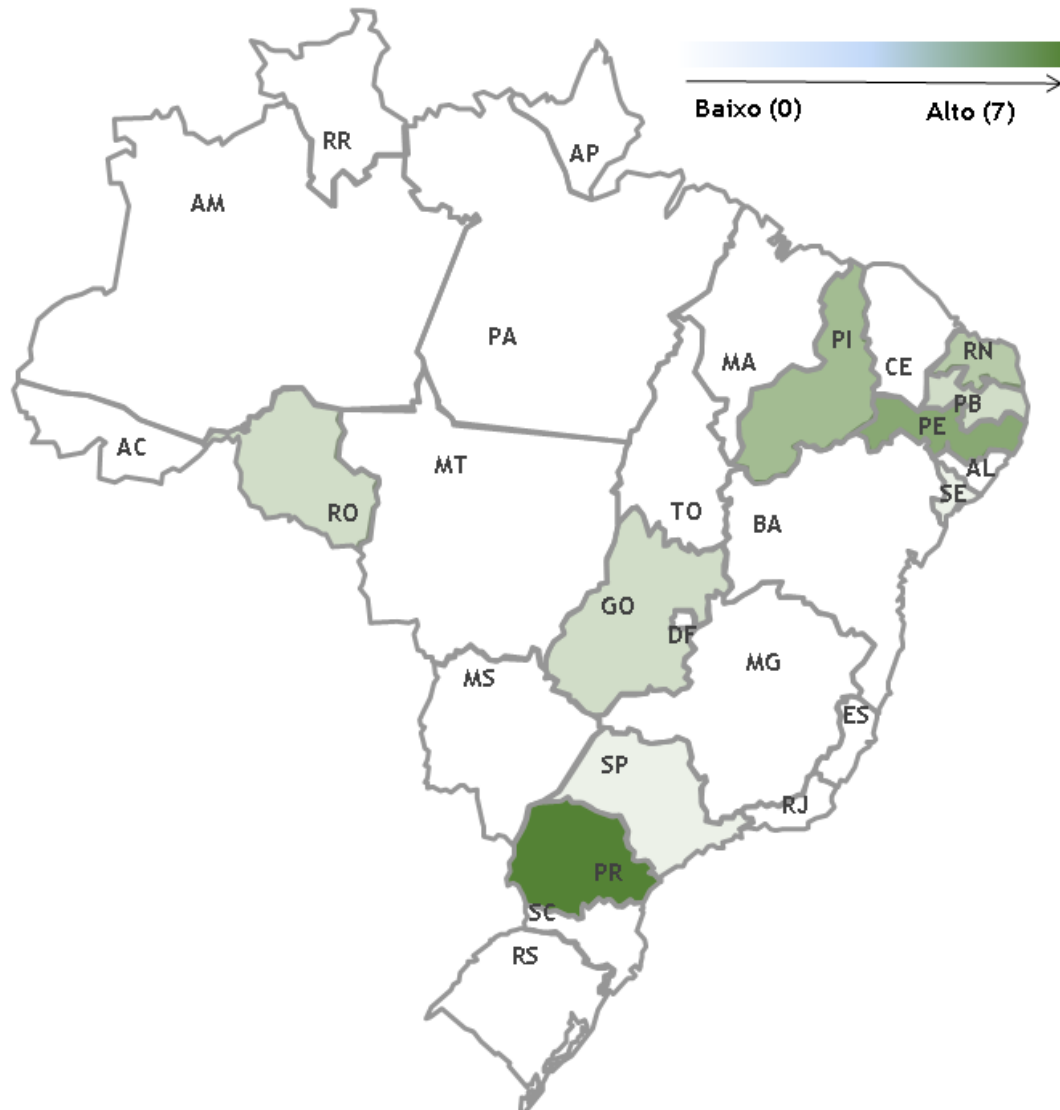 Baixo (0) Alto (7)
RR
AP
AM
PA
PI
RN
MA
CE
PB
PE
AC
MT
AL
SE
RO
TO
BA
GO
DF
MG
MS
ES
SP
RJ
PR
SC
RS